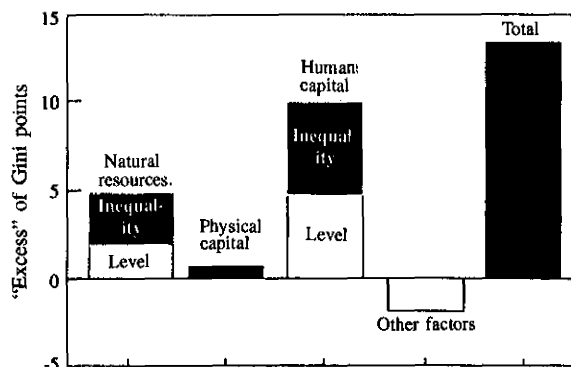 15
10
5
0
-5
"Excess" of Gini points
Natural
resources.
Inequal-
ity
Level
Physical
capital
Human
capital
Inequal-
ity
Level
Other factors
Total